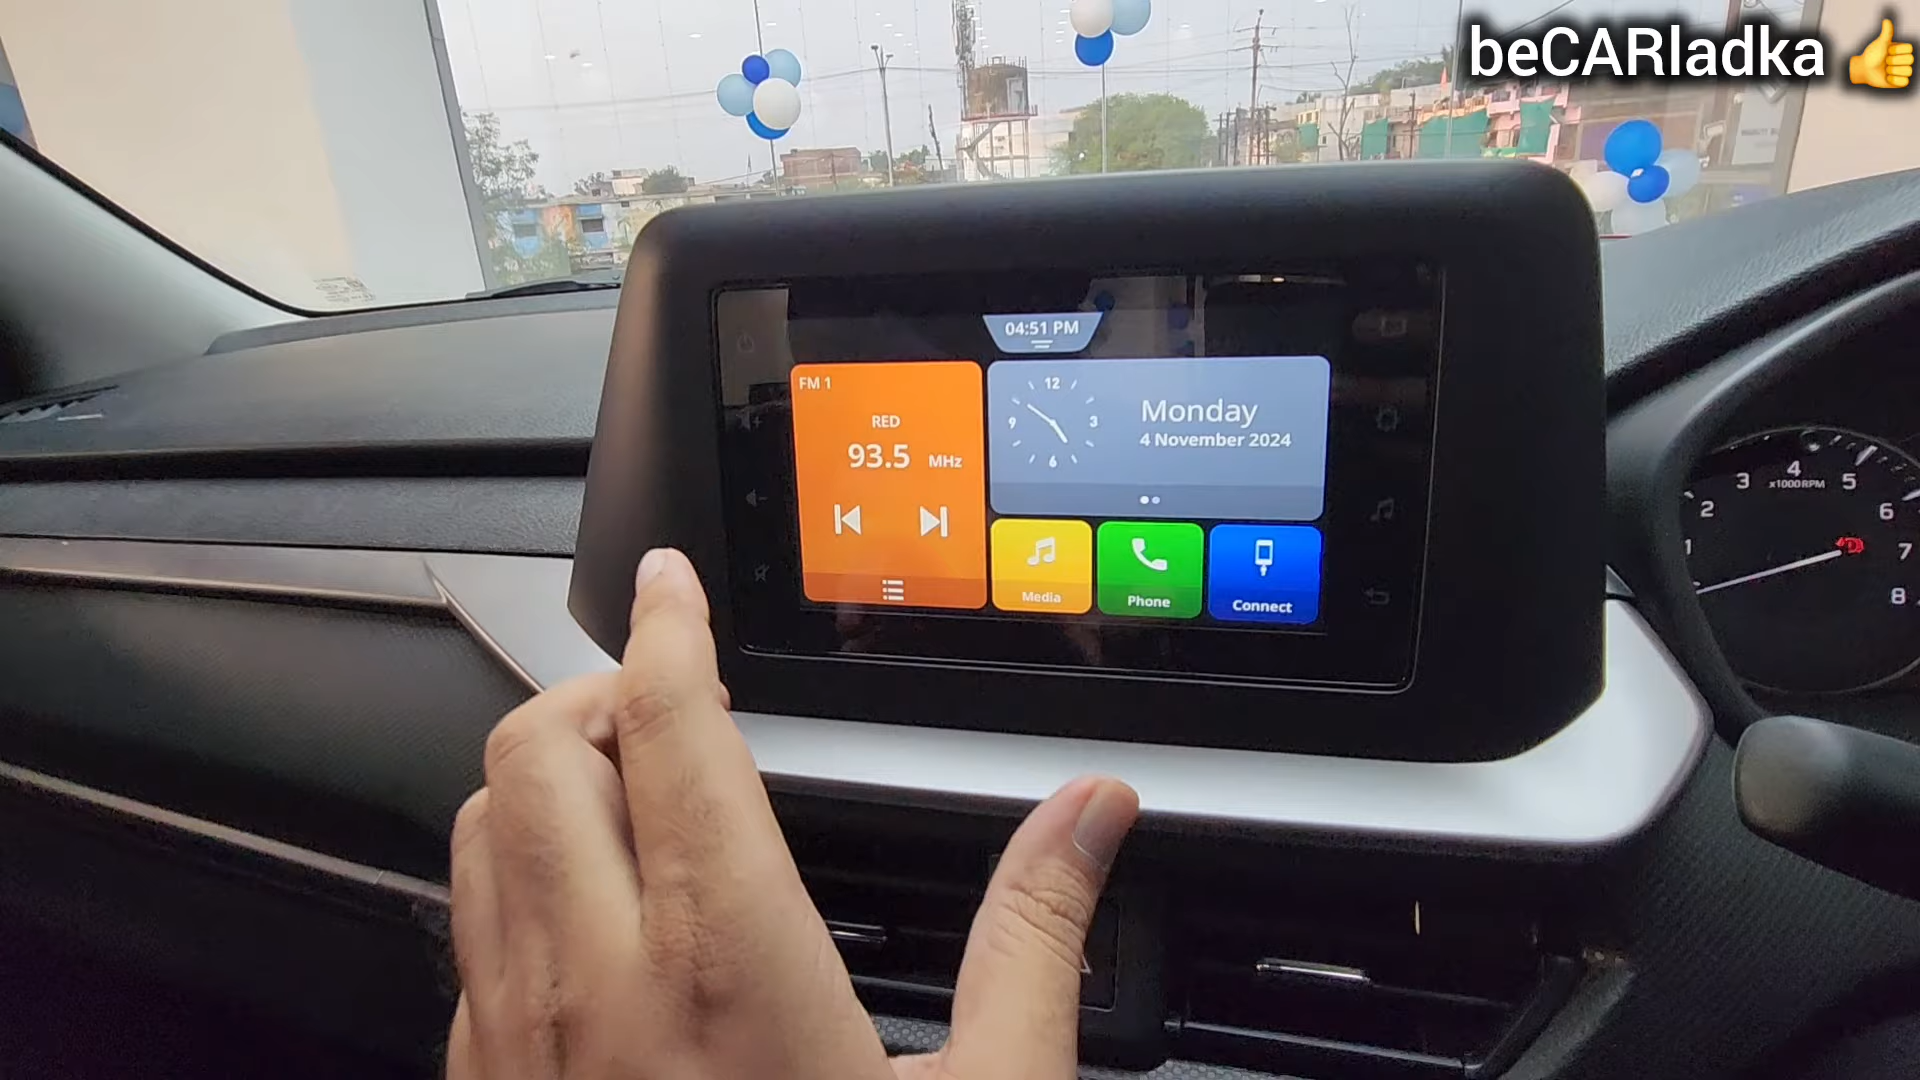 beCARladka 👍
04:51 PM
FM 1
RED
93.5 MHz
12
3
6
9
Monday
4 November 2024
Media
Phone
Connect
1
2
3
4
5
6
7
8
x1000RPM